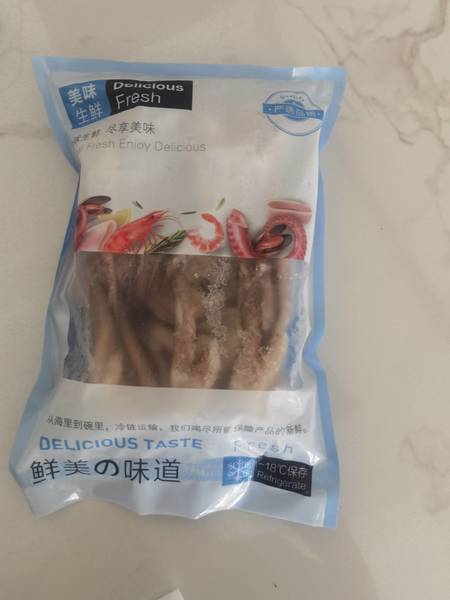 美味
生鲜
Delicious
Fresh
生鲜 尽享美味
Fresh Enjoy Delicious
从海里到碗里，冷链运输，我们竭尽所能保障产品的新鲜。
DELICIOUS TASTE
Fresh
鲜美の味道
-18℃保存
Refrigerate